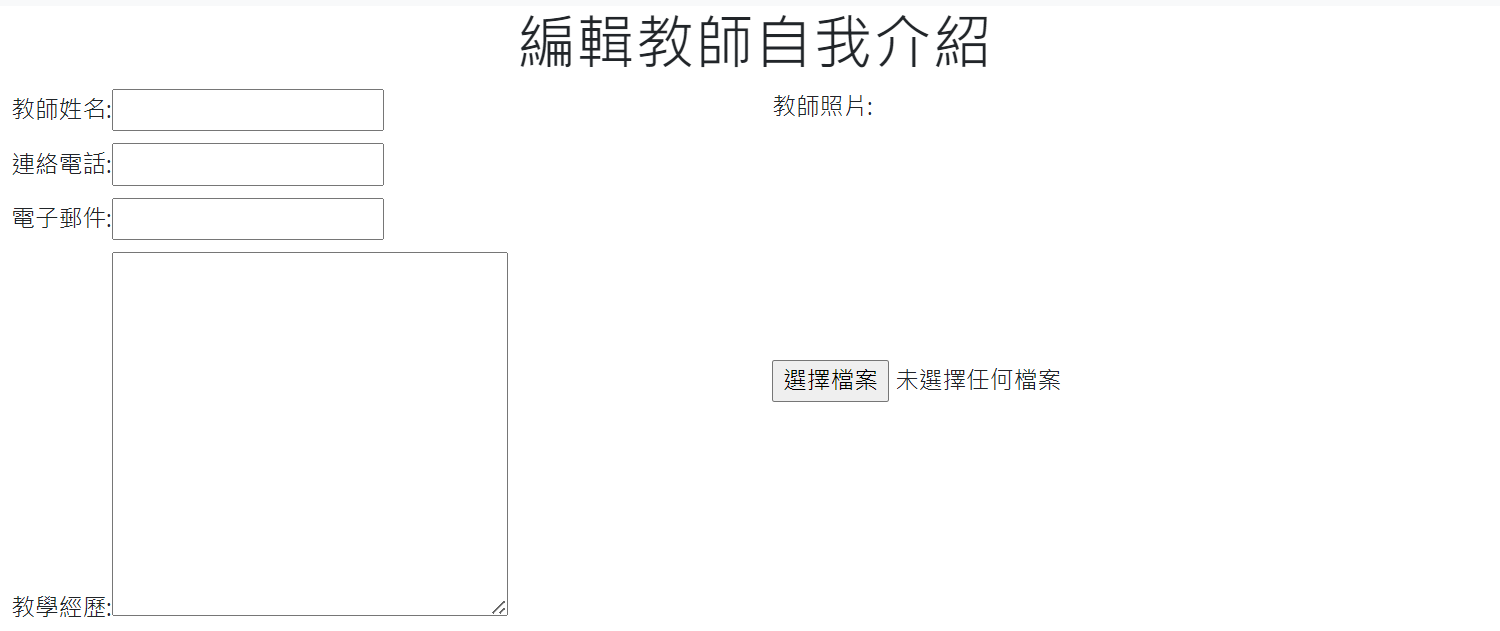 編輯教師自我介紹
教師姓名:
連絡電話:
電子郵件:
教學經歷:
教師照片:
選擇檔案 未選擇任何檔案